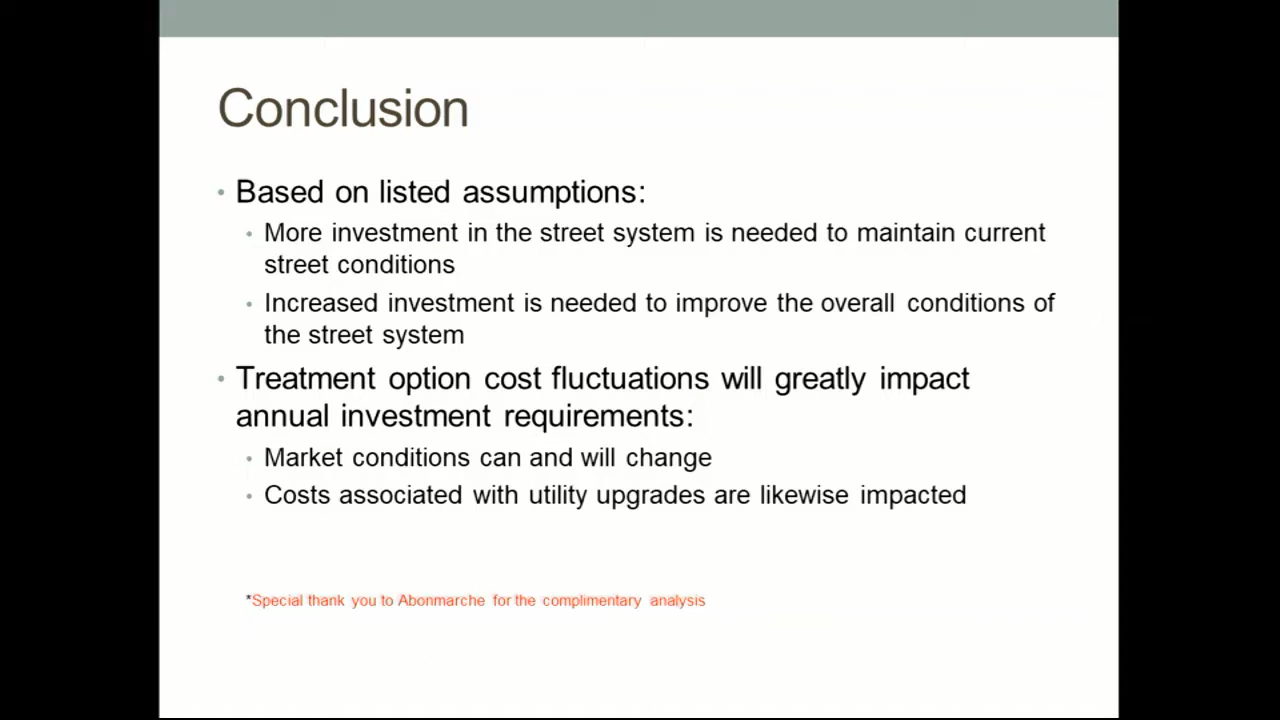 Conclusion
• Based on listed assumptions:
• More investment in the street system is needed to maintain current
street conditions
• Increased investment is needed to improve the overall conditions of
the street system
• Treatment option cost fluctuations will greatly impact
annual investment requirements:
• Market conditions can and will change
• Costs associated with utility upgrades are likewise impacted
*Special thank you to Abonmarche for the complimentary analysis